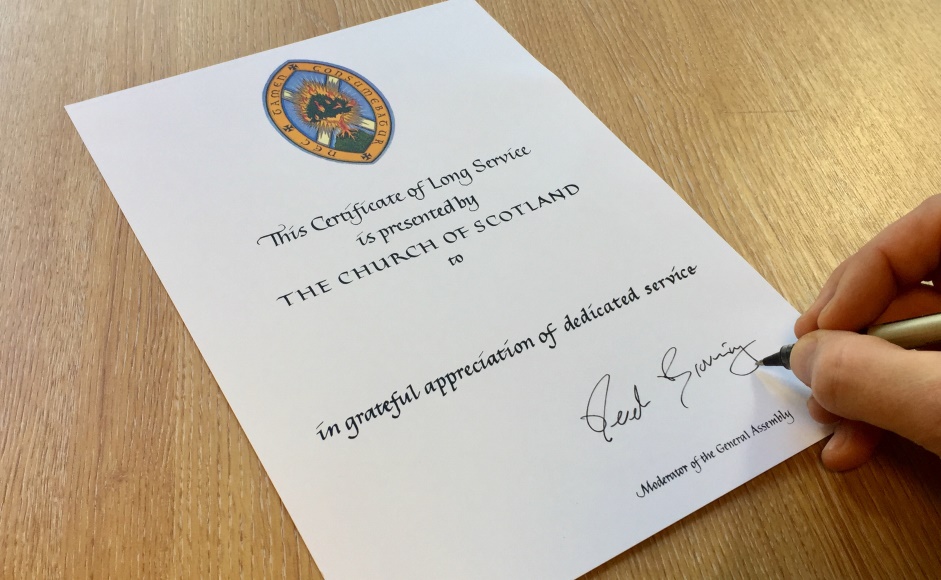 NEC TAMEN CONSUMEBATUR
This Certificate of Long Service
is presented by
THE CHURCH OF SCOTLAND
to
in grateful appreciation of dedicated service
Moderator of the General Assembly